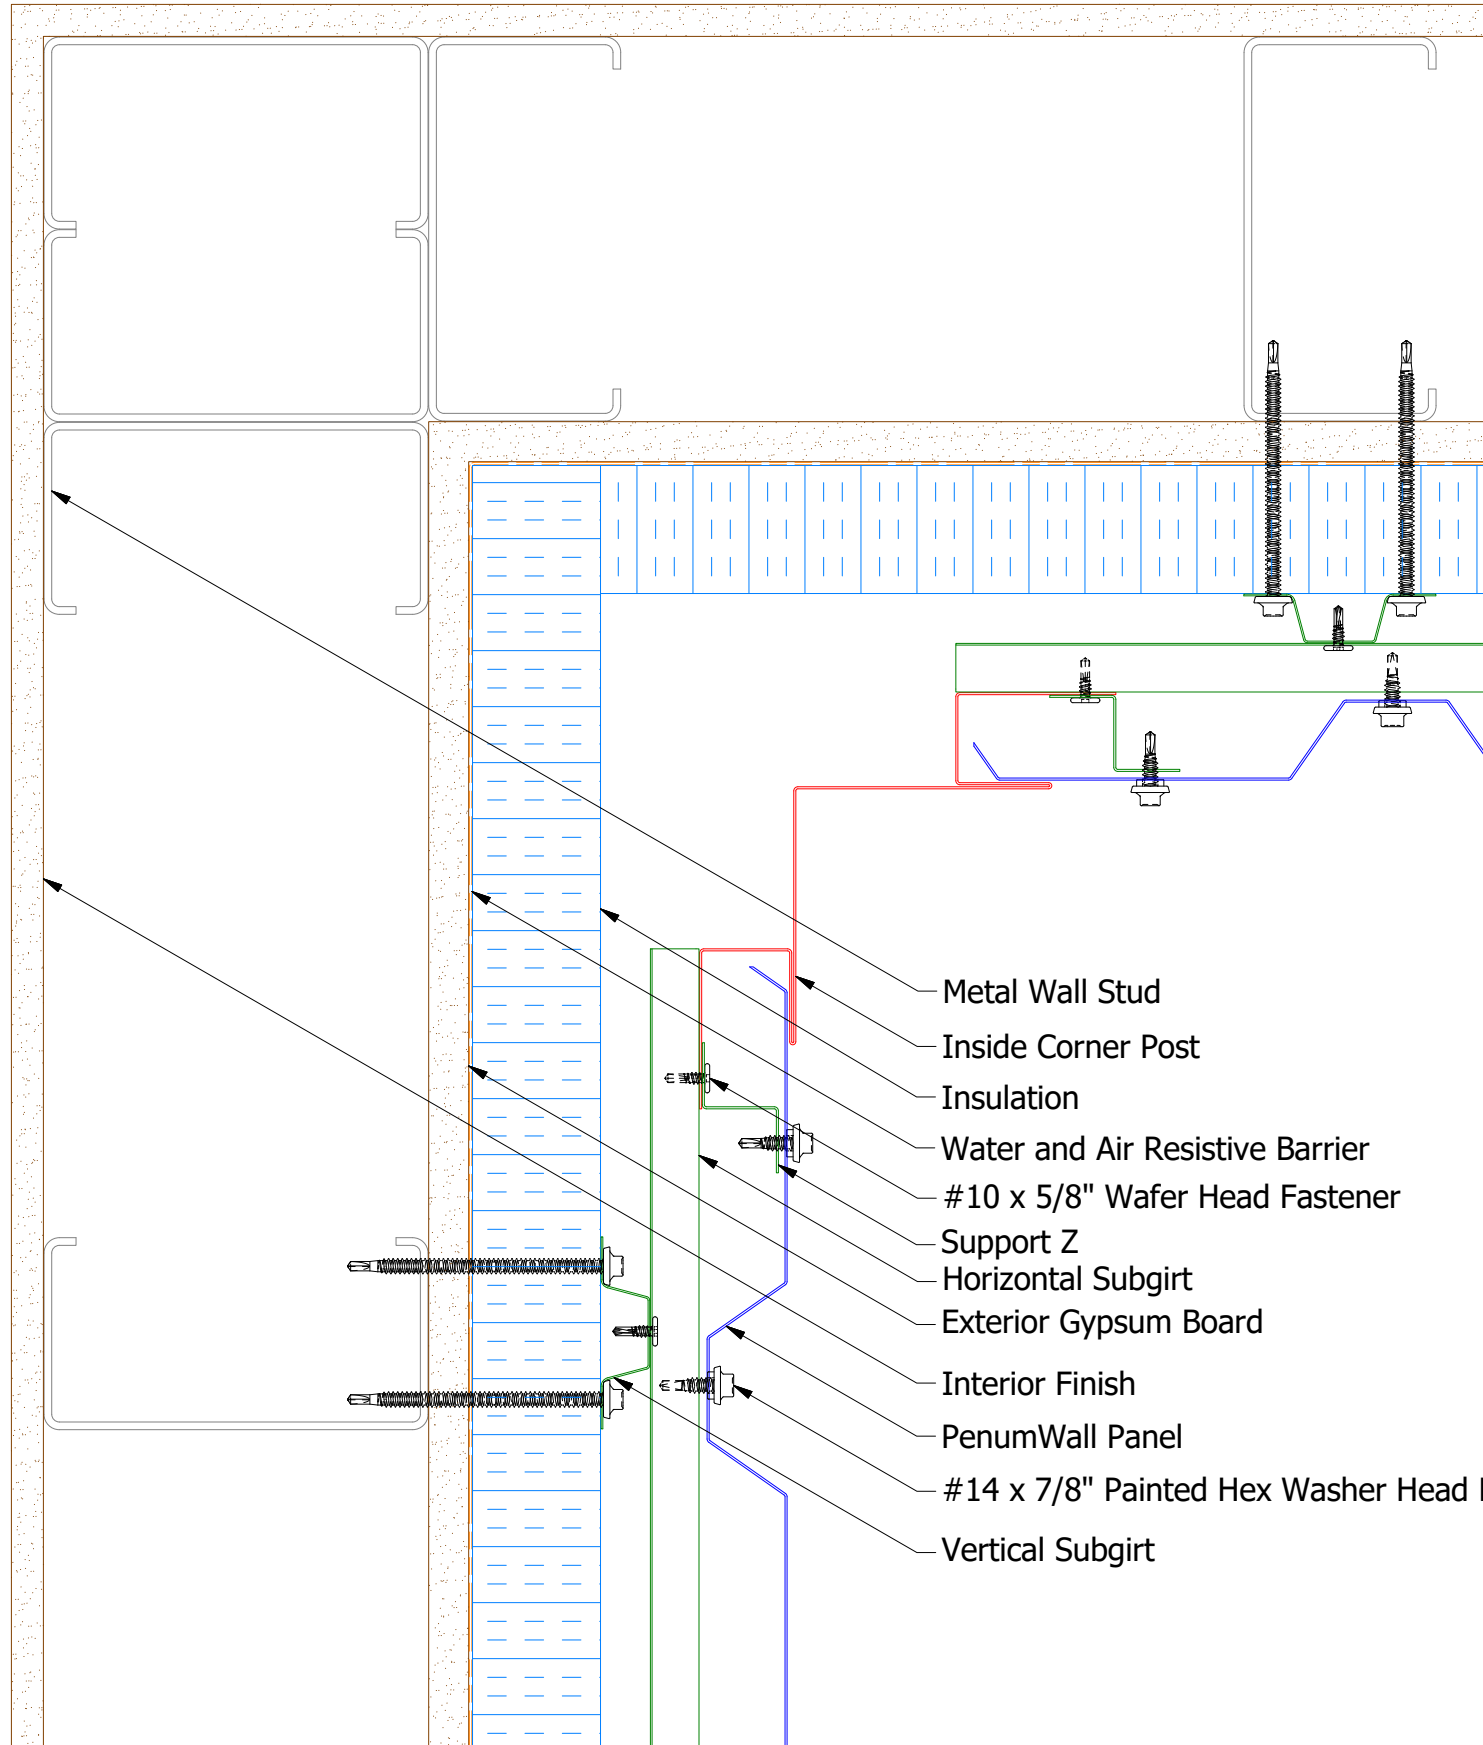 Metal Wall Stud
Inside Corner Post
Insulation
Water and Air Resistive Barrier
#10 x 5/8" Wafer Head Fastener
Support Z
Horizontal Subgirt
Exterior Gypsum Board
Interior Finish
PenumWall Panel
#14 x 7/8" Painted Hex Washer Head
Vertical Subgirt